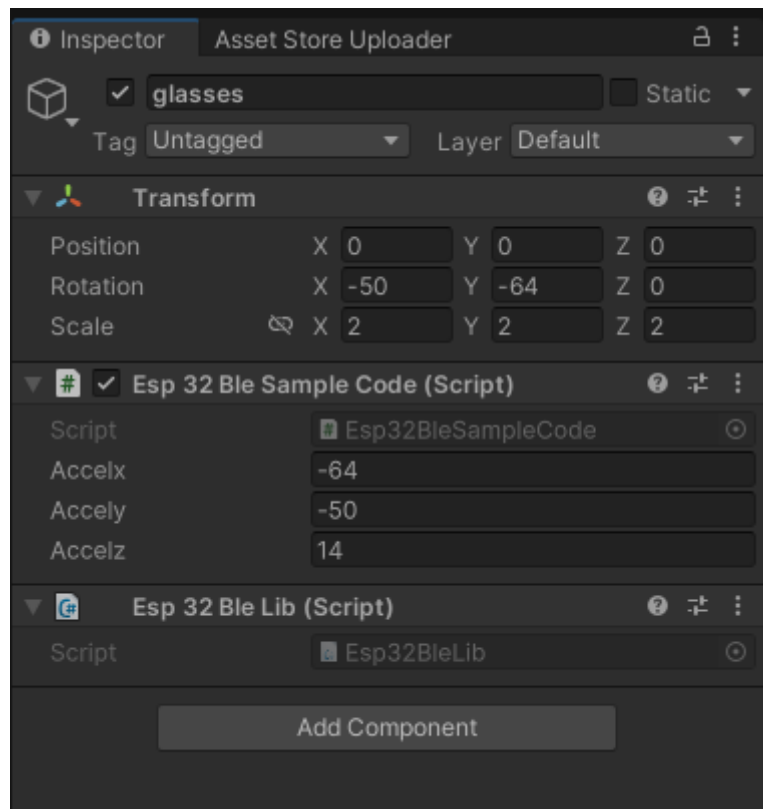 Inspector Asset Store Uploader
glasses Static
Tag Untagged Layer Default
Transform
Position X 0 Y 0 Z 0
Rotation X -50 Y -64 Z 0
Scale X 2 Y 2 Z 2
# Esp 32 Ble Sample Code (Script)
Script Esp32BleSampleCode
Accelx -64
Accely -50
Accelz 14
Esp 32 Ble Lib (Script)
Script Esp32BleLib
Add Component